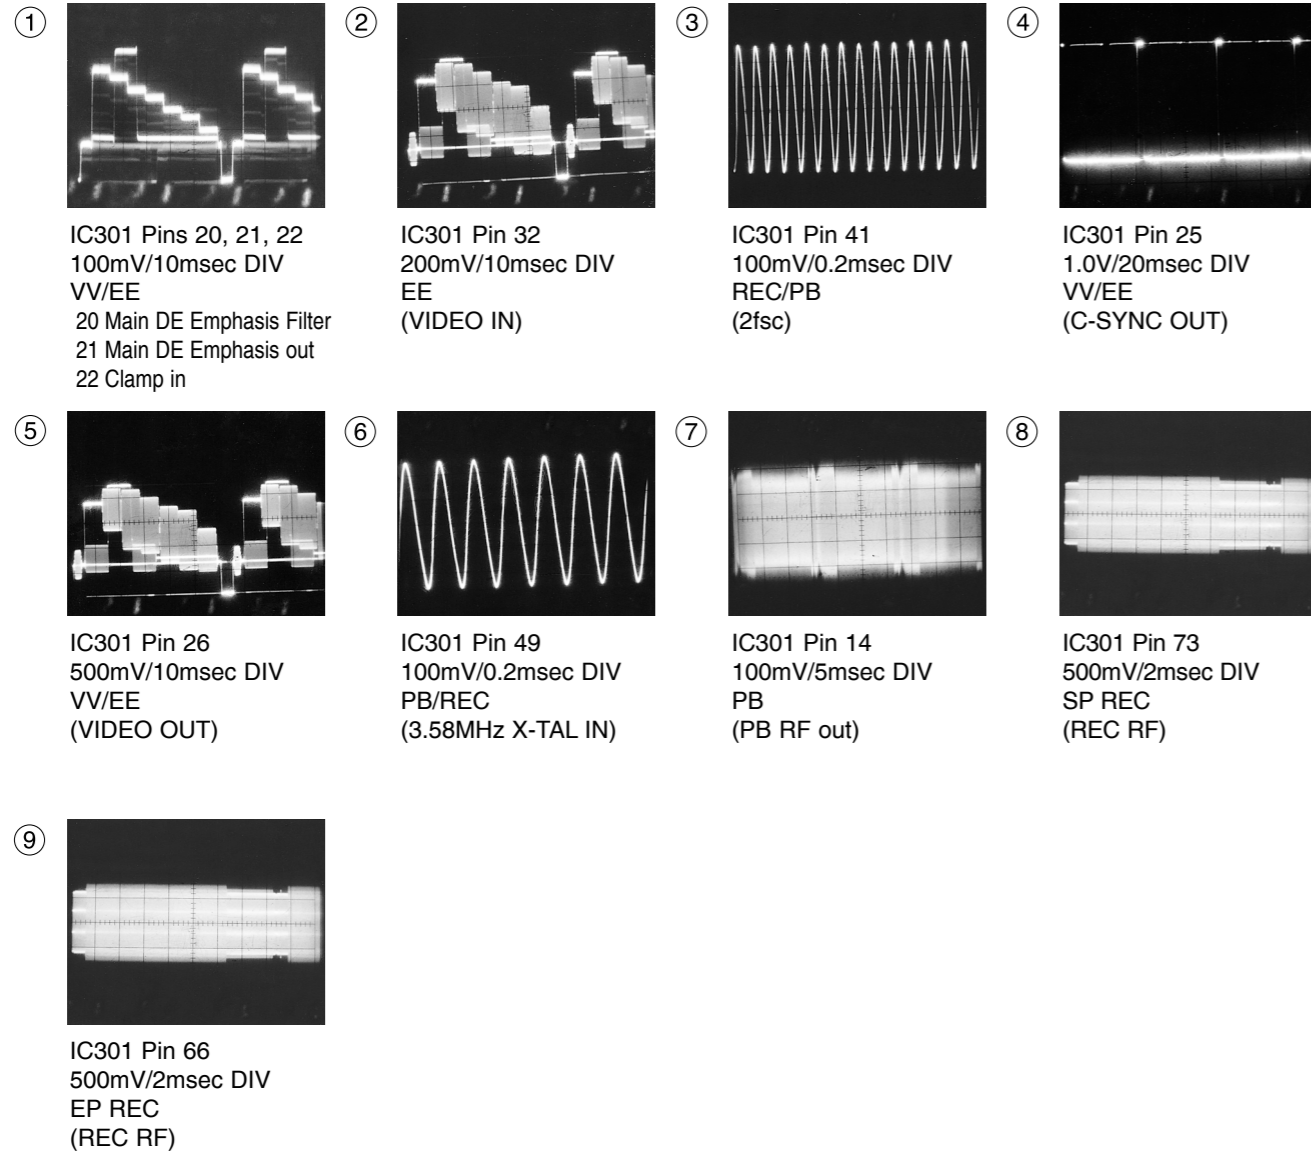 ①
IC301 Pins 20, 21, 22
100mV/10msec DIV
VV/EE
20 Main DE Emphasis Filter
21 Main DE Emphasis out
22 Clamp in
②
IC301 Pin 32
200mV/10msec DIV
EE
(VIDEO IN)
③
IC301 Pin 41
100mV/0.2msec DIV
REC/PB
(2fsc)
④
IC301 Pin 25
1.0V/20msec DIV
VV/EE
(C-SYNC OUT)
⑤
IC301 Pin 26
500mV/10msec DIV
VV/EE
(VIDEO OUT)
⑥
IC301 Pin 49
100mV/0.2msec DIV
PB/REC
(3.58MHz X-TAL IN)
⑦
IC301 Pin 14
100mV/5msec DIV
PB
(PB RF out)
⑧
IC301 Pin 73
500mV/2msec DIV
SP REC
(REC RF)
⑨
IC301 Pin 66
500mV/2msec DIV
EP REC
(REC RF)